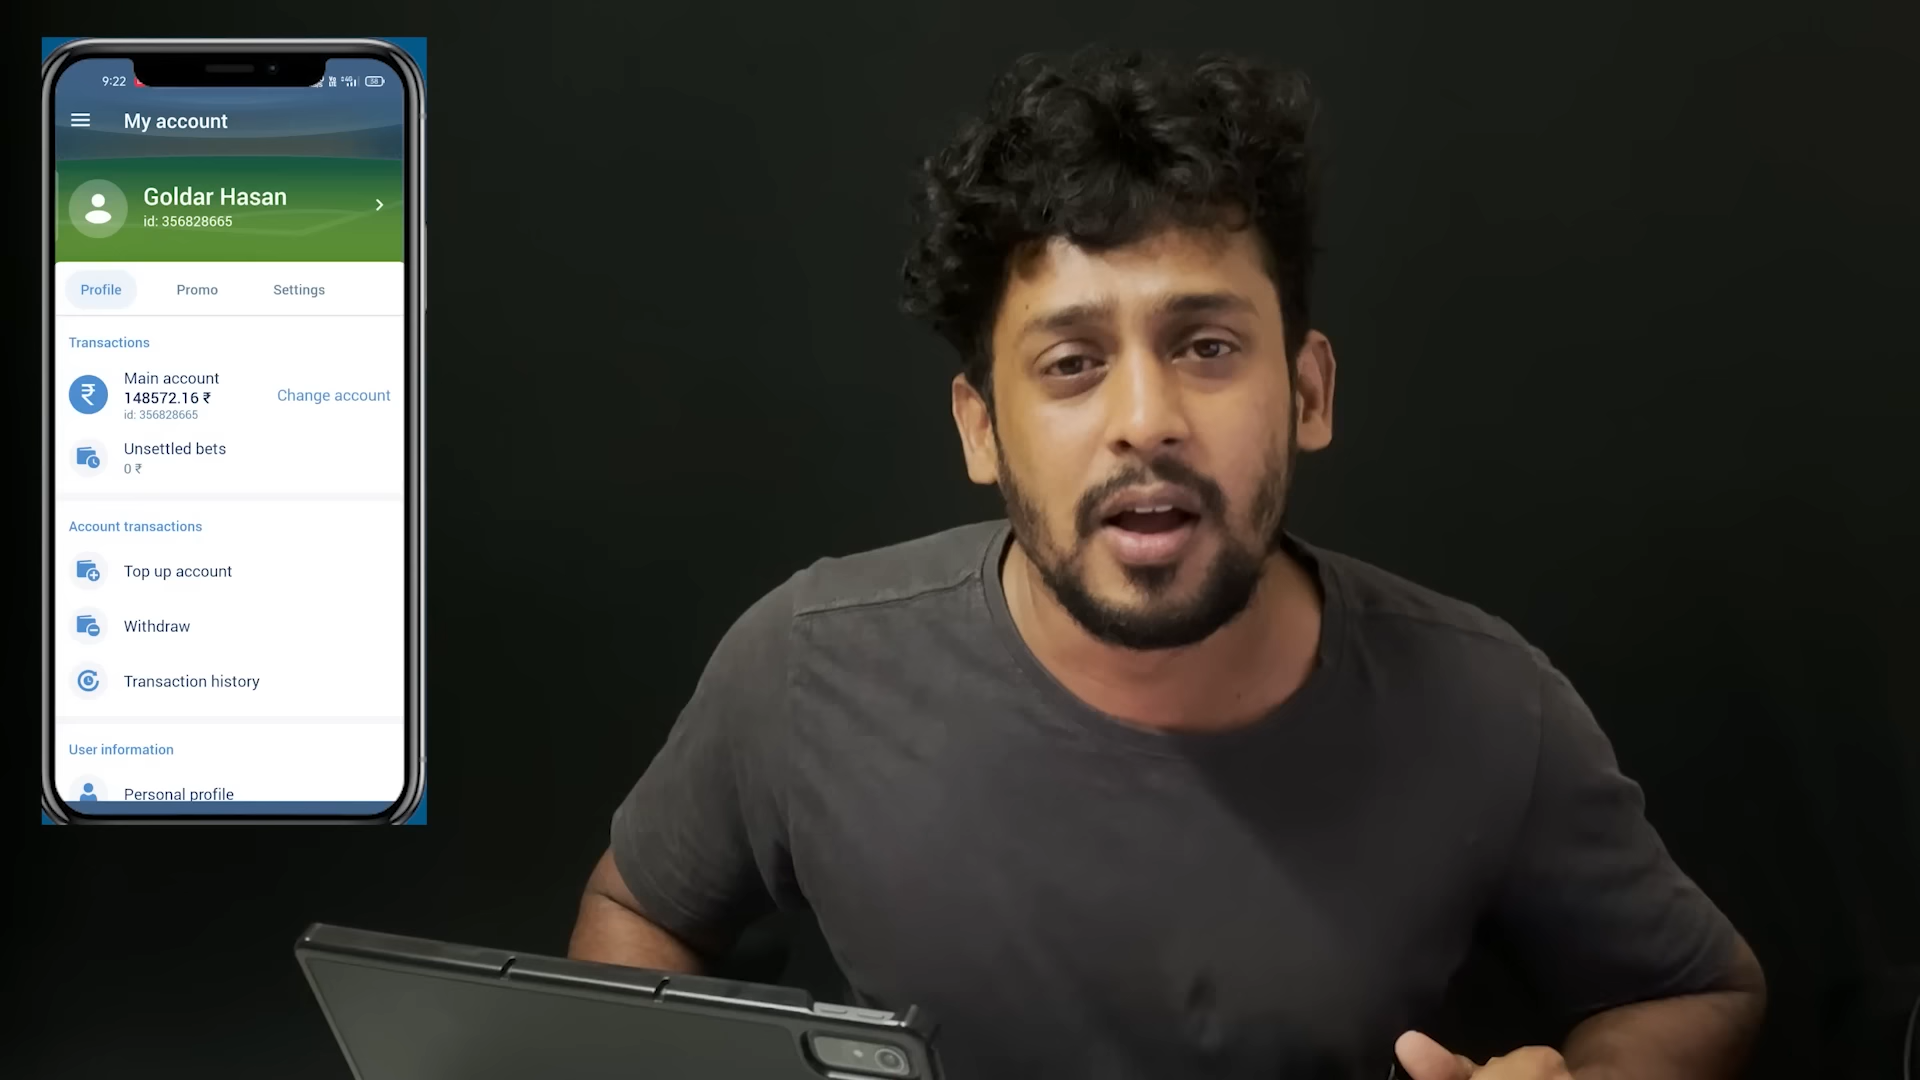 9:22
My account
Goldar Hasan
id: 356828665
Profile
Promo
Settings
Transactions
Main account
148572.16 ₹
id: 356828665
Change account
Unsettled bets
0 ₹
Account transactions
Top up account
Withdraw
Transaction history
User information
Personal profile